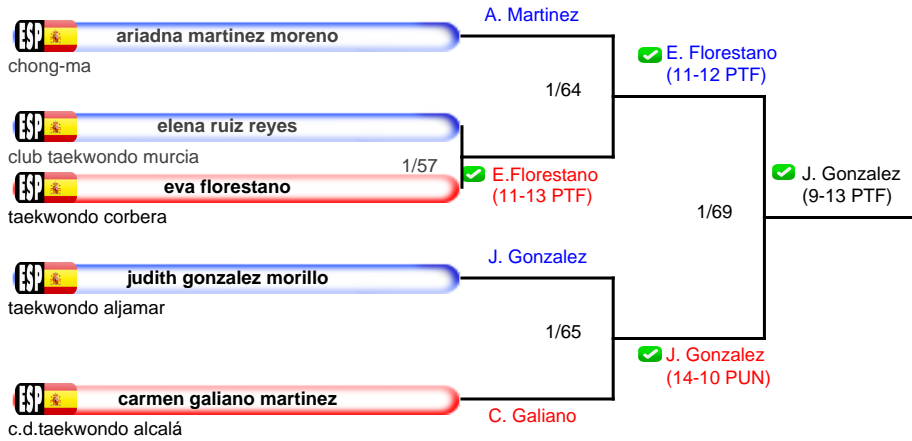 A. Martinez
ESP ariadna martinez moreno
chong-ma
E. Florestano
(11-12 PTF)
1/64
ESP elena ruiz reyes
club taekwondo murcia
1/57
E.Florestano
(11-13 PTF)
ESP eva florestano
taekwondo corbera
J. Gonzalez
(9-13 PTF)
1/69
J. Gonzalez
ESP judith gonzalez morillo
taekwondo aljamar
1/65
J. Gonzalez
(14-10 PUN)
ESP carmen galiano martinez
C. Galiano
c.d.taekwondo alcalá